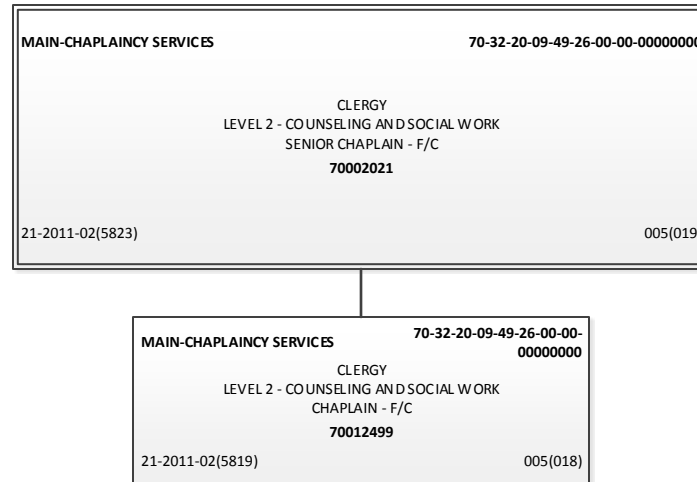 MAIN-CHAPLAINCY SERVICES 70-32-20-09-49-26-00-00-00000000
CLERGY
LEVEL 2 - COUNSELING AND SOCIAL WORK
SENIOR CHAPLAIN - F/C
70002021
21-2011-02(5823) 005(019
MAIN-CHAPLAINCY SERVICES 70-32-20-09-49-26-00-00-
00000000
CLERGY
LEVEL 2 - COUNSELING AND SOCIAL WORK
CHAPLAIN - F/C
70012499
21-2011-02(5819) 005(018)